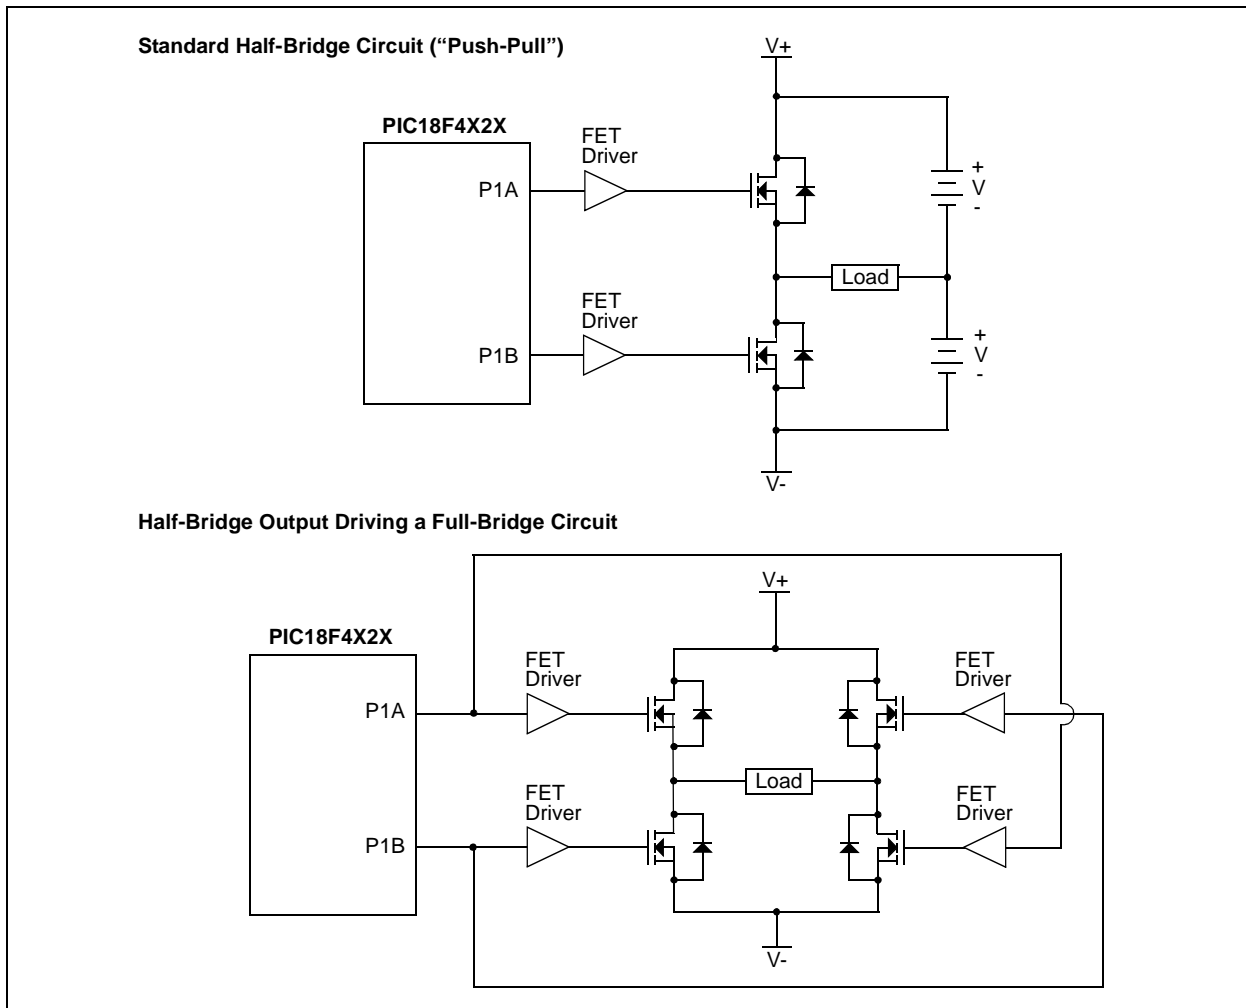 Standard Half-Bridge Circuit (“Push-Pull”)
V+
PIC18F4X2X
FET
Driver
P1A
+
V
-
Load
FET
Driver
P1B
+
V
-
V-
Half-Bridge Output Driving a Full-Bridge Circuit
V+
PIC18F4X2X
FET
Driver
FET
Driver
P1A
Load
FET
Driver
FET
Driver
P1B
V-